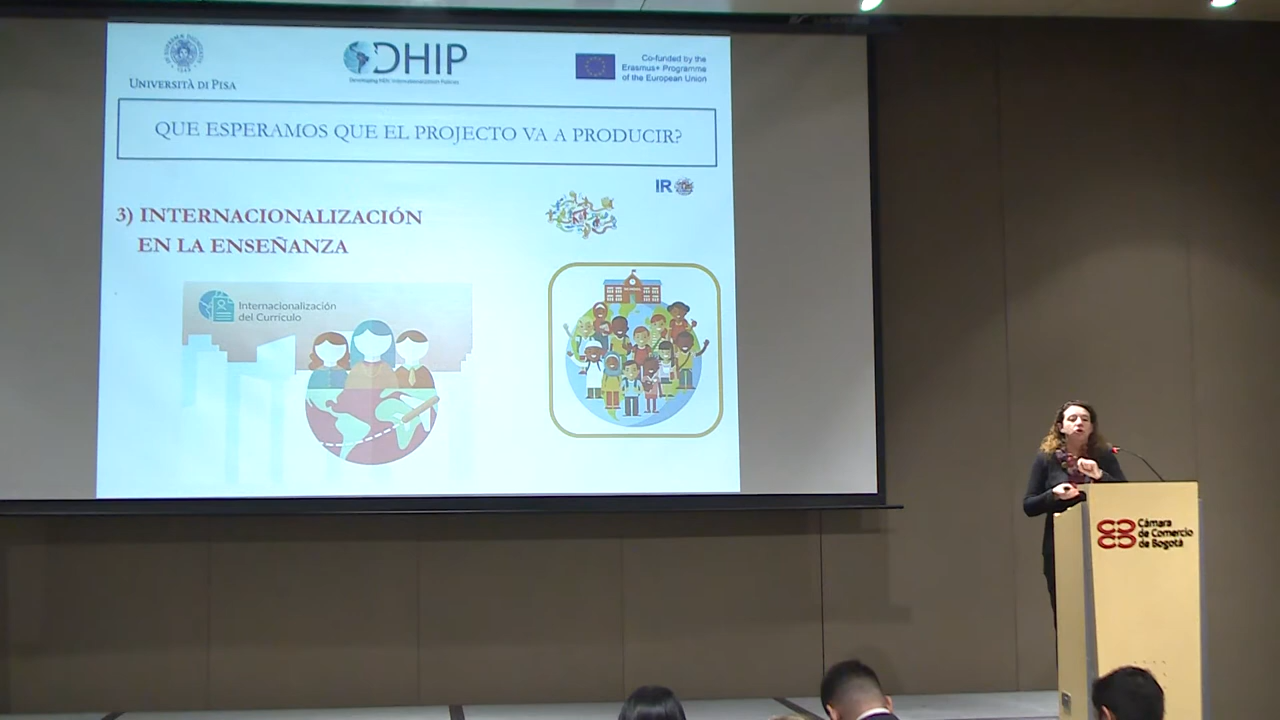 UNIVERSITÀ DI PISA
DHIP
Developing HEIs' Internationalization Policies
Co-funded by the
Erasmus+ Programme
of the European Union
QUE ESPERAMOS QUE EL PROJECTO VA A PRODUCIR?
IR
3) INTERNACIONALIZACIÓN
EN LA ENSEÑANZA
Internacionalización
del Currículo
Cámara
de Comercio
de Bogotá